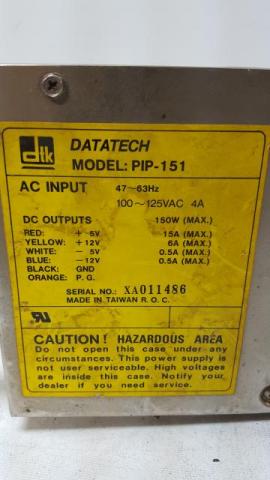 dtk
DATATECH
MODEL: PIP-151
AC INPUT 47~63Hz
100~125VAC 4A
DC OUTPUTS 150W (MAX.)
RED: + 5V 15A (MAX.)
YELLOW: + 12V 6A (MAX.)
WHITE: - 5V 0.5A (MAX.)
BLUE: - 12V 0.5A (MAX.)
BLACK: GND
ORANGE: P. G.
SERIAL NO.: XA011486
MADE IN TAIWAN R. O. C.
CAUTION! HAZARDOUS AREA
Do not open this case under any
circumstances. This power supply is
not user serviceable. High voltages
are inside this case. Notify your
dealer if you need service.